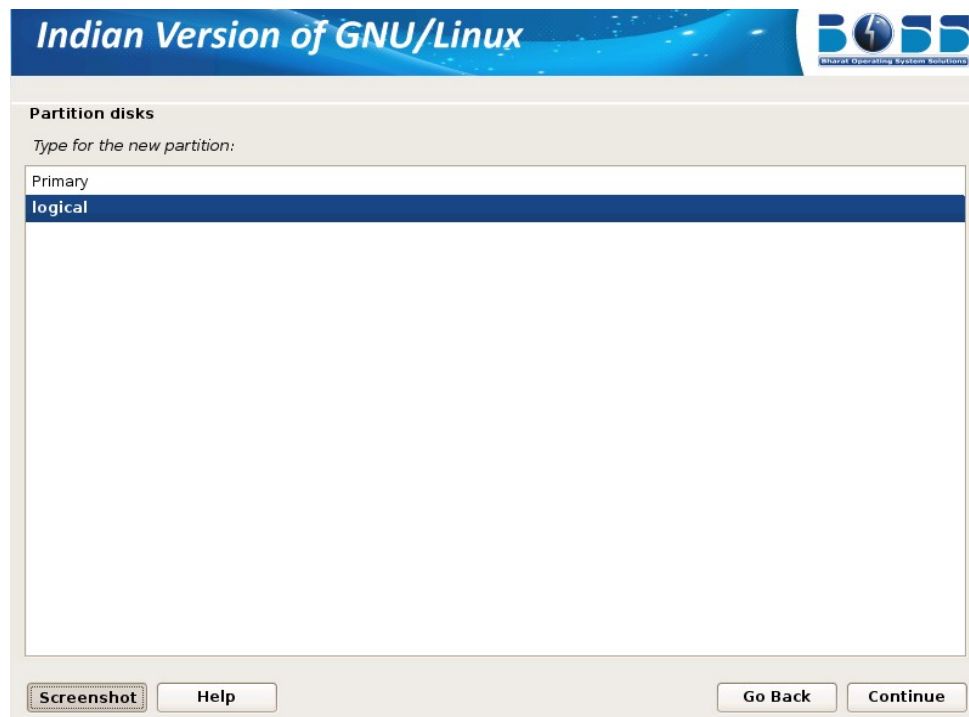 Indian Version of GNU/Linux
BOSS
Bharat Operating System Solutions
Partition disks
Type for the new partition:
Primary
logical
Screenshot
Help
Go Back
Continue